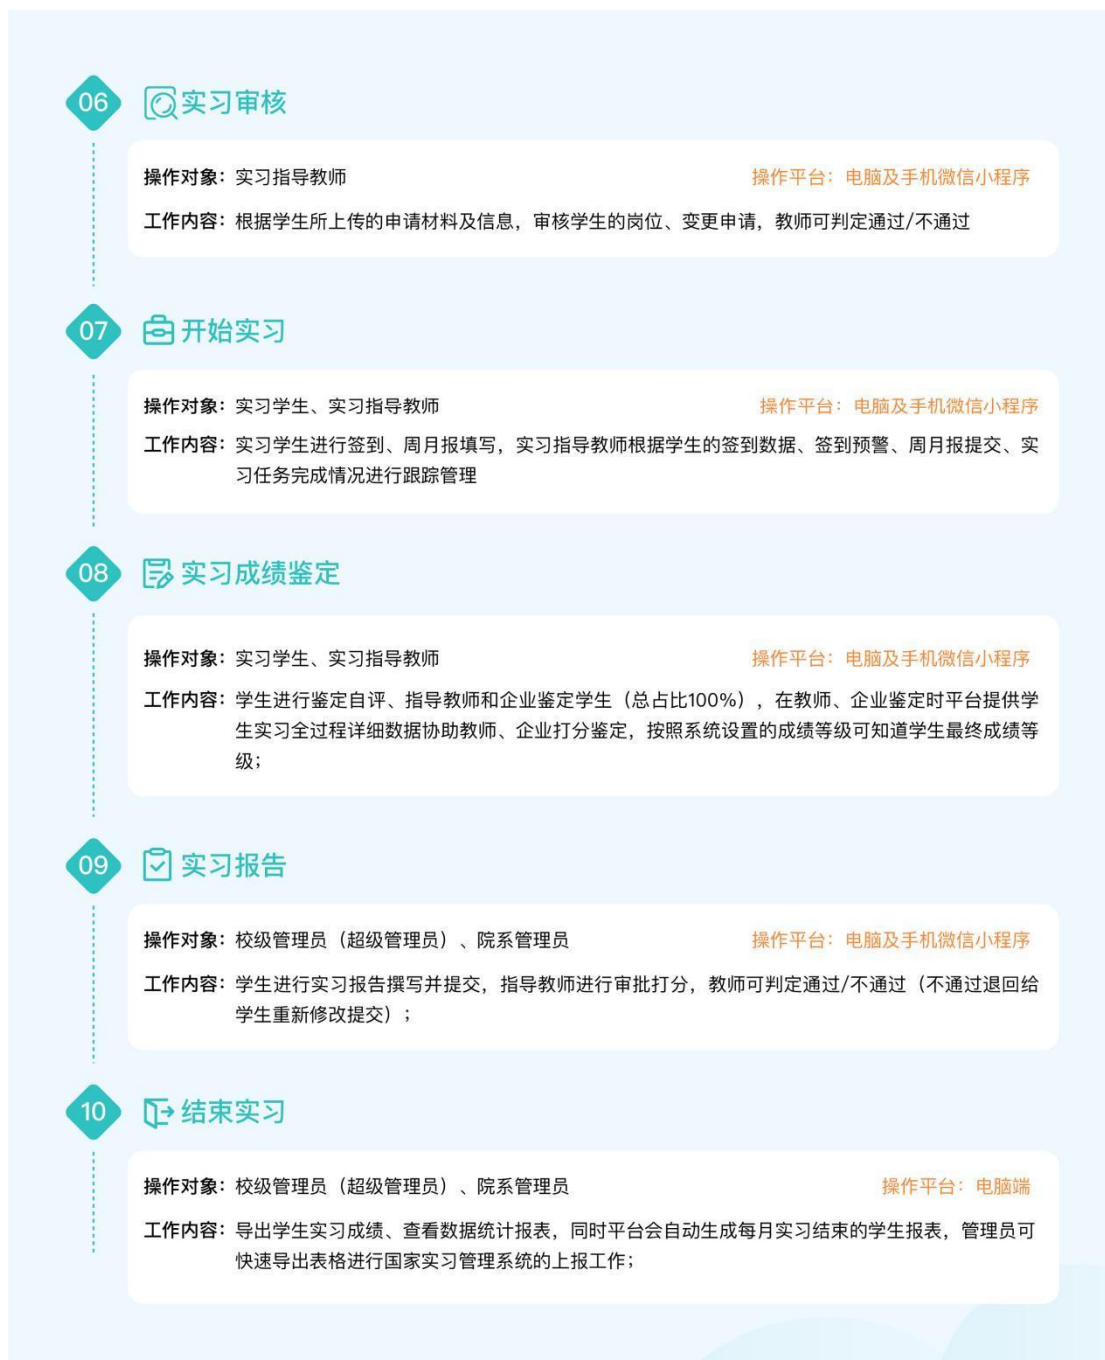 06
实习审核
操作对象：实习指导教师
操作平台：电脑及手机微信小程序
工作内容：根据学生所上传的申请材料及信息，审核学生的岗位、变更申请，教师可判定通过/不通过
07
开始实习
操作对象：实习学生、实习指导教师
操作平台：电脑及手机微信小程序
工作内容：实习学生进行签到、周月报填写，实习指导教师根据学生的签到数据、签到预警、周月报提交、实
习任务完成情况进行跟踪管理
08
实习成绩鉴定
操作对象：实习学生、实习指导教师
操作平台：电脑及手机微信小程序
工作内容：学生进行鉴定自评、指导教师和企业鉴定学生（总占比100%），在教师、企业鉴定时平台提供学
生实习全过程详细数据协助教师、企业打分鉴定，按照系统设置的成绩等级可知道学生最终成绩等
级；
09
实习报告
操作对象：校级管理员（超级管理员）、院系管理员
操作平台：电脑及手机微信小程序
工作内容：学生进行实习报告撰写并提交，指导教师进行审批打分，教师可判定通过/不通过（不通过退回给
学生重新修改提交）；
10
结束实习
操作对象：校级管理员（超级管理员）、院系管理员
操作平台：电脑端
工作内容：导出学生实习成绩、查看数据统计报表，同时平台会自动生成每月实习结束的学生报表，管理员可
快速导出表格进行国家实习管理系统的上报工作；